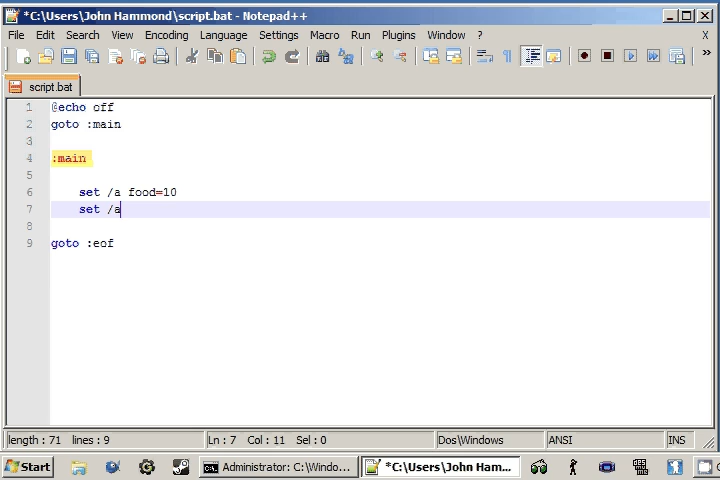 *C:\Users\John Hammond\script.bat - Notepad++
File Edit Search View Encoding Language Settings Macro Run Plugins Window ? X
script.bat
1 @echo off
2 goto :main
3
4 :main
5
6 set /a food=10
7 set /a
8
9 goto :eof
length : 71 lines : 9 Ln : 7 Col : 11 Sel : 0 Dos\Windows ANSI INS
Start Administrator: C:\Windo... *C:\Users\John Ham...